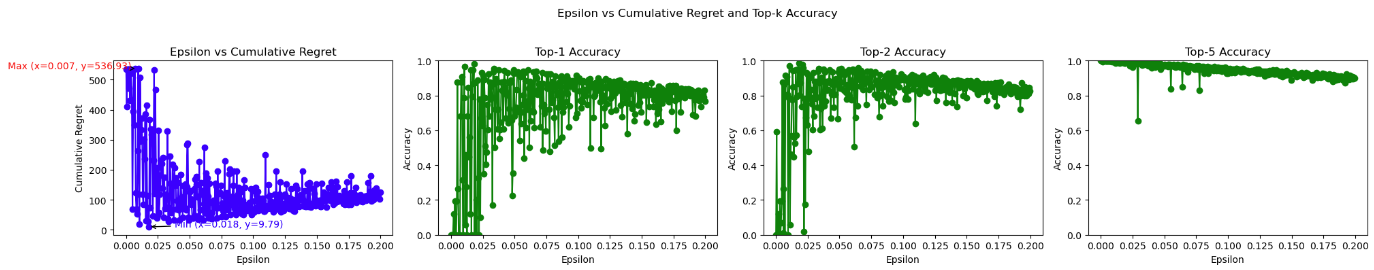 Epsilon vs Cumulative Regret and Top-k Accuracy
Epsilon vs Cumulative Regret
Max (x=0.007, y=536.93)
500
400
300
200
100
0
Cumulative Regret
Min (x=0.018, y=9.79)
0.000 0.025 0.050 0.075 0.100 0.125 0.150 0.175 0.200
Epsilon
Top-1 Accuracy
1.0
0.8
0.6
0.4
0.2
0.0
Accuracy
0.000 0.025 0.050 0.075 0.100 0.125 0.150 0.175 0.200
Epsilon
Top-2 Accuracy
1.0
0.8
0.6
0.4
0.2
0.0
Accuracy
0.000 0.025 0.050 0.075 0.100 0.125 0.150 0.175 0.200
Epsilon
Top-5 Accuracy
1.0
0.8
0.6
0.4
0.2
0.0
Accuracy
0.000 0.025 0.050 0.075 0.100 0.125 0.150 0.175 0.200
Epsilon